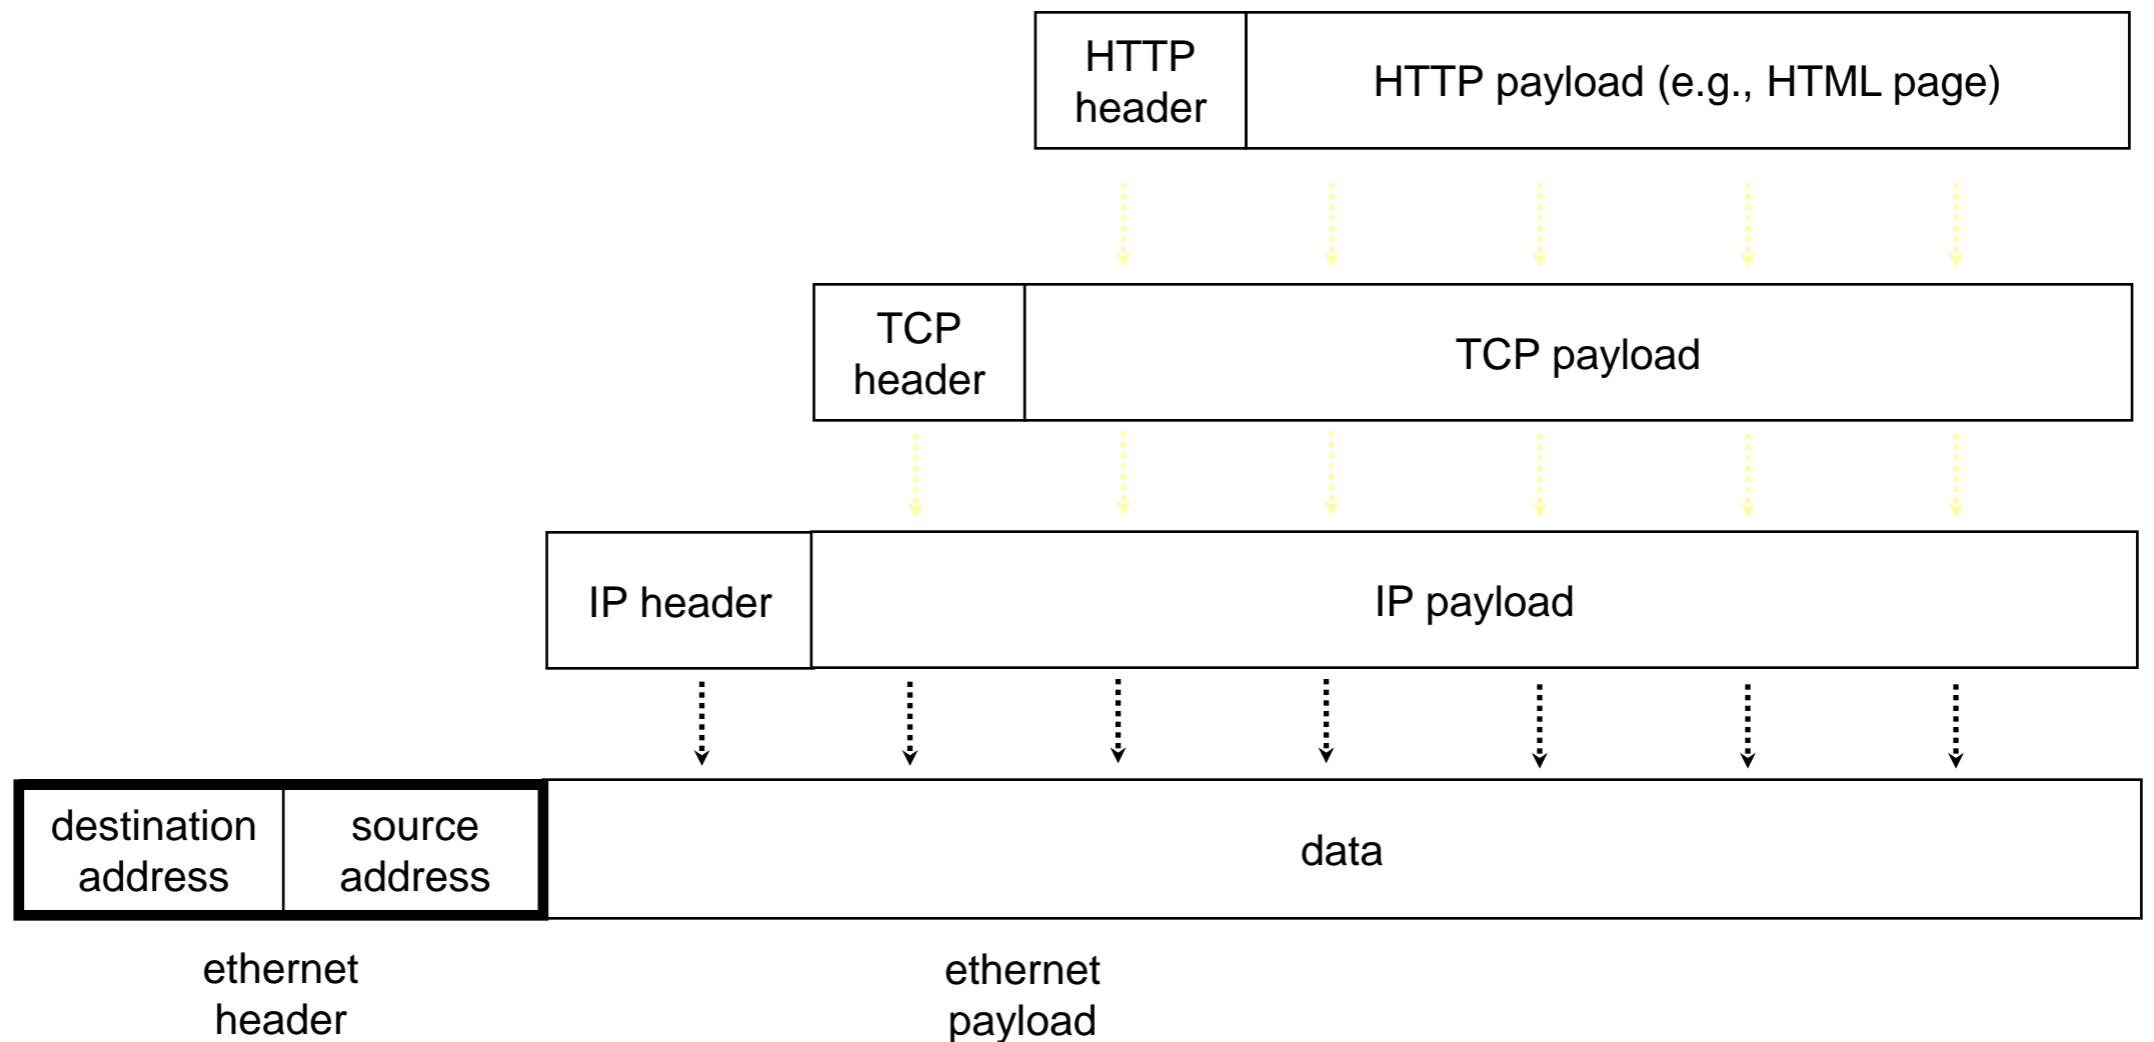 HTTP
header
HTTP payload (e.g., HTML page)
TCP
header
TCP payload
IP header
IP payload
destination
address
source
address
data
ethernet
header
ethernet
payload